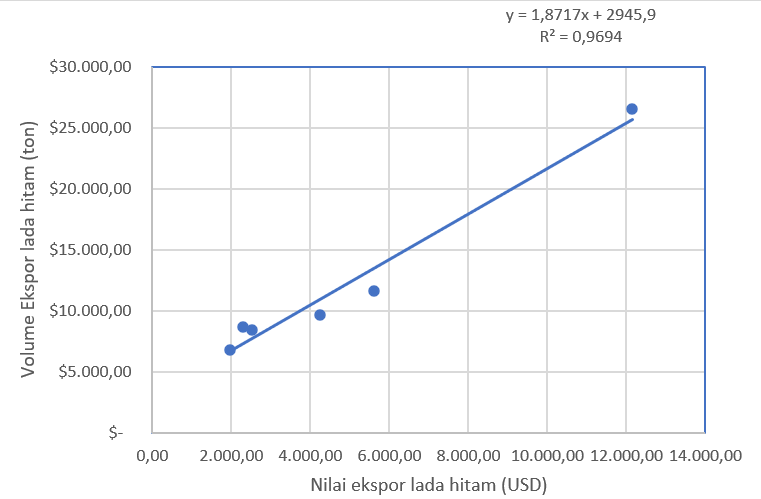 y = 1,8717x + 2945,9
R² = 0,9694
$30.000,00
$25.000,00
$20.000,00
$15.000,00
$10.000,00
$5.000,00
$-
Volume Ekspor lada hitam (ton)
0,00 2.000,00 4.000,00 6.000,00 8.000,00 10.000,00 12.000,00 14.000,00
Nilai ekspor lada hitam (USD)